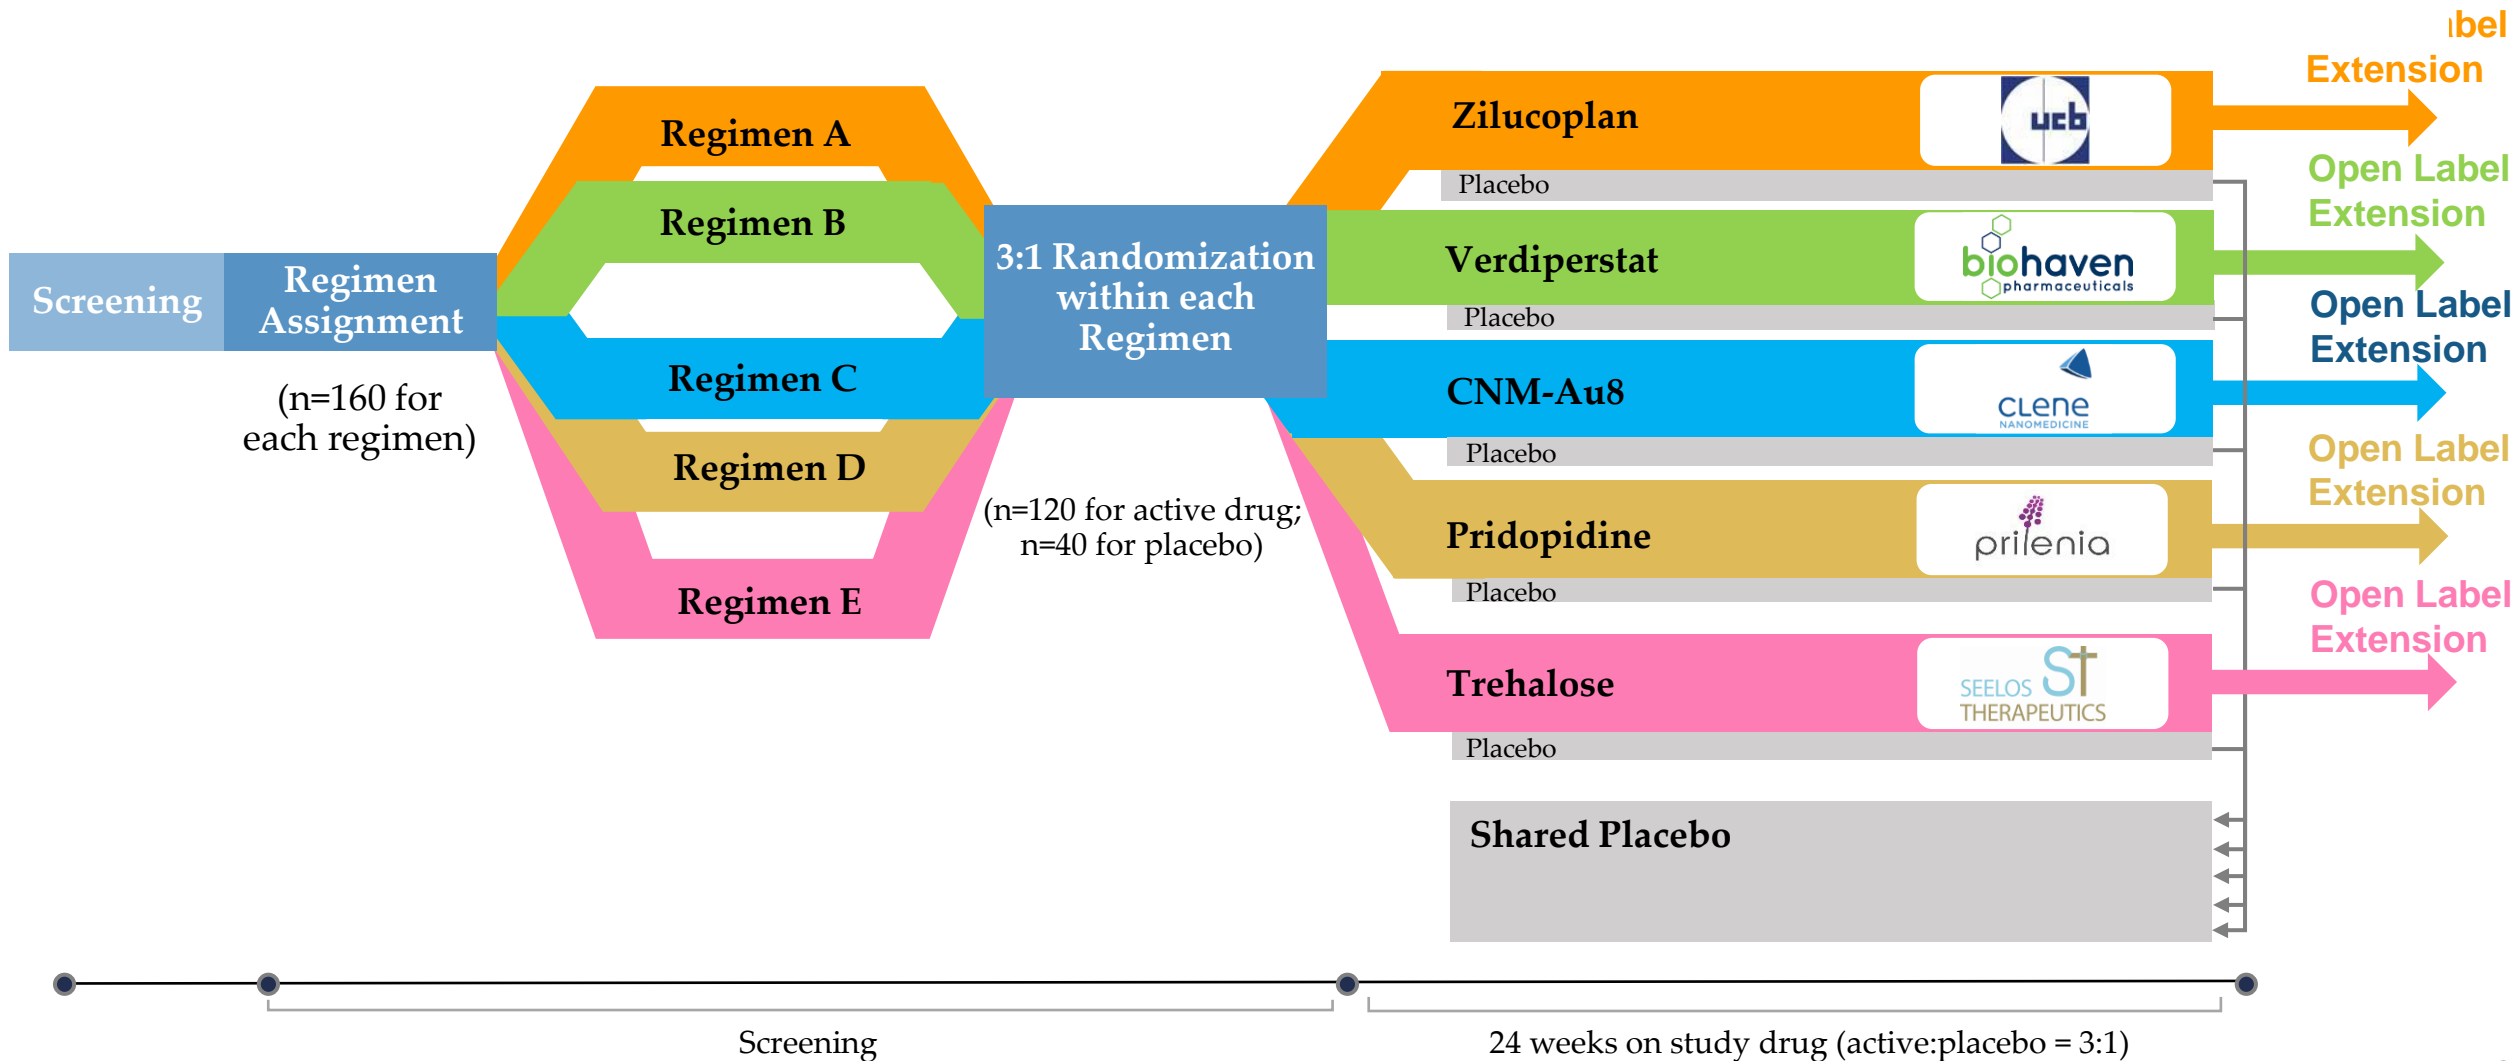 Screening
Regimen
Assignment
(n=160 for
each regimen)
Regimen A
Regimen B
Regimen C
Regimen D
Regimen E
3:1 Randomization
within each
Regimen
(n=120 for active drug;
n=40 for placebo)
Zilucoplan
ucb
Placebo
Verdiperstat
biohaven
pharmaceuticals
Placebo
CNM-Au8
CLENE
NANOMEDICINE
Placebo
Pridopidine
prilenia
Placebo
Trehalose
SEELOS ST
THERAPEUTICS
Placebo
Shared Placebo
Extension
Open Label
Extension
Open Label
Extension
Open Label
Extension
Open Label
Extension
Screening
24 weeks on study drug (active:placebo = 3:1)